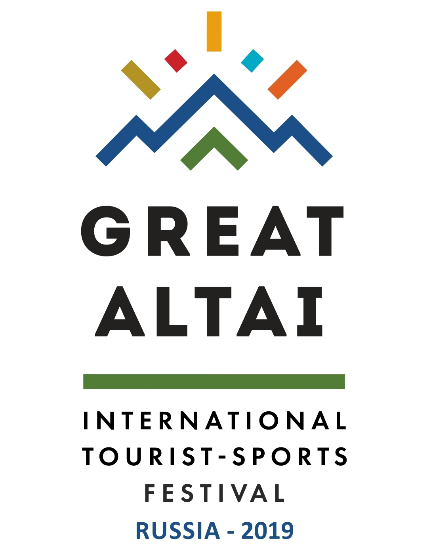 GREAT
ALTAI
INTERNATIONAL
TOURIST-SPORTS
FESTIVAL
RUSSIA - 2019